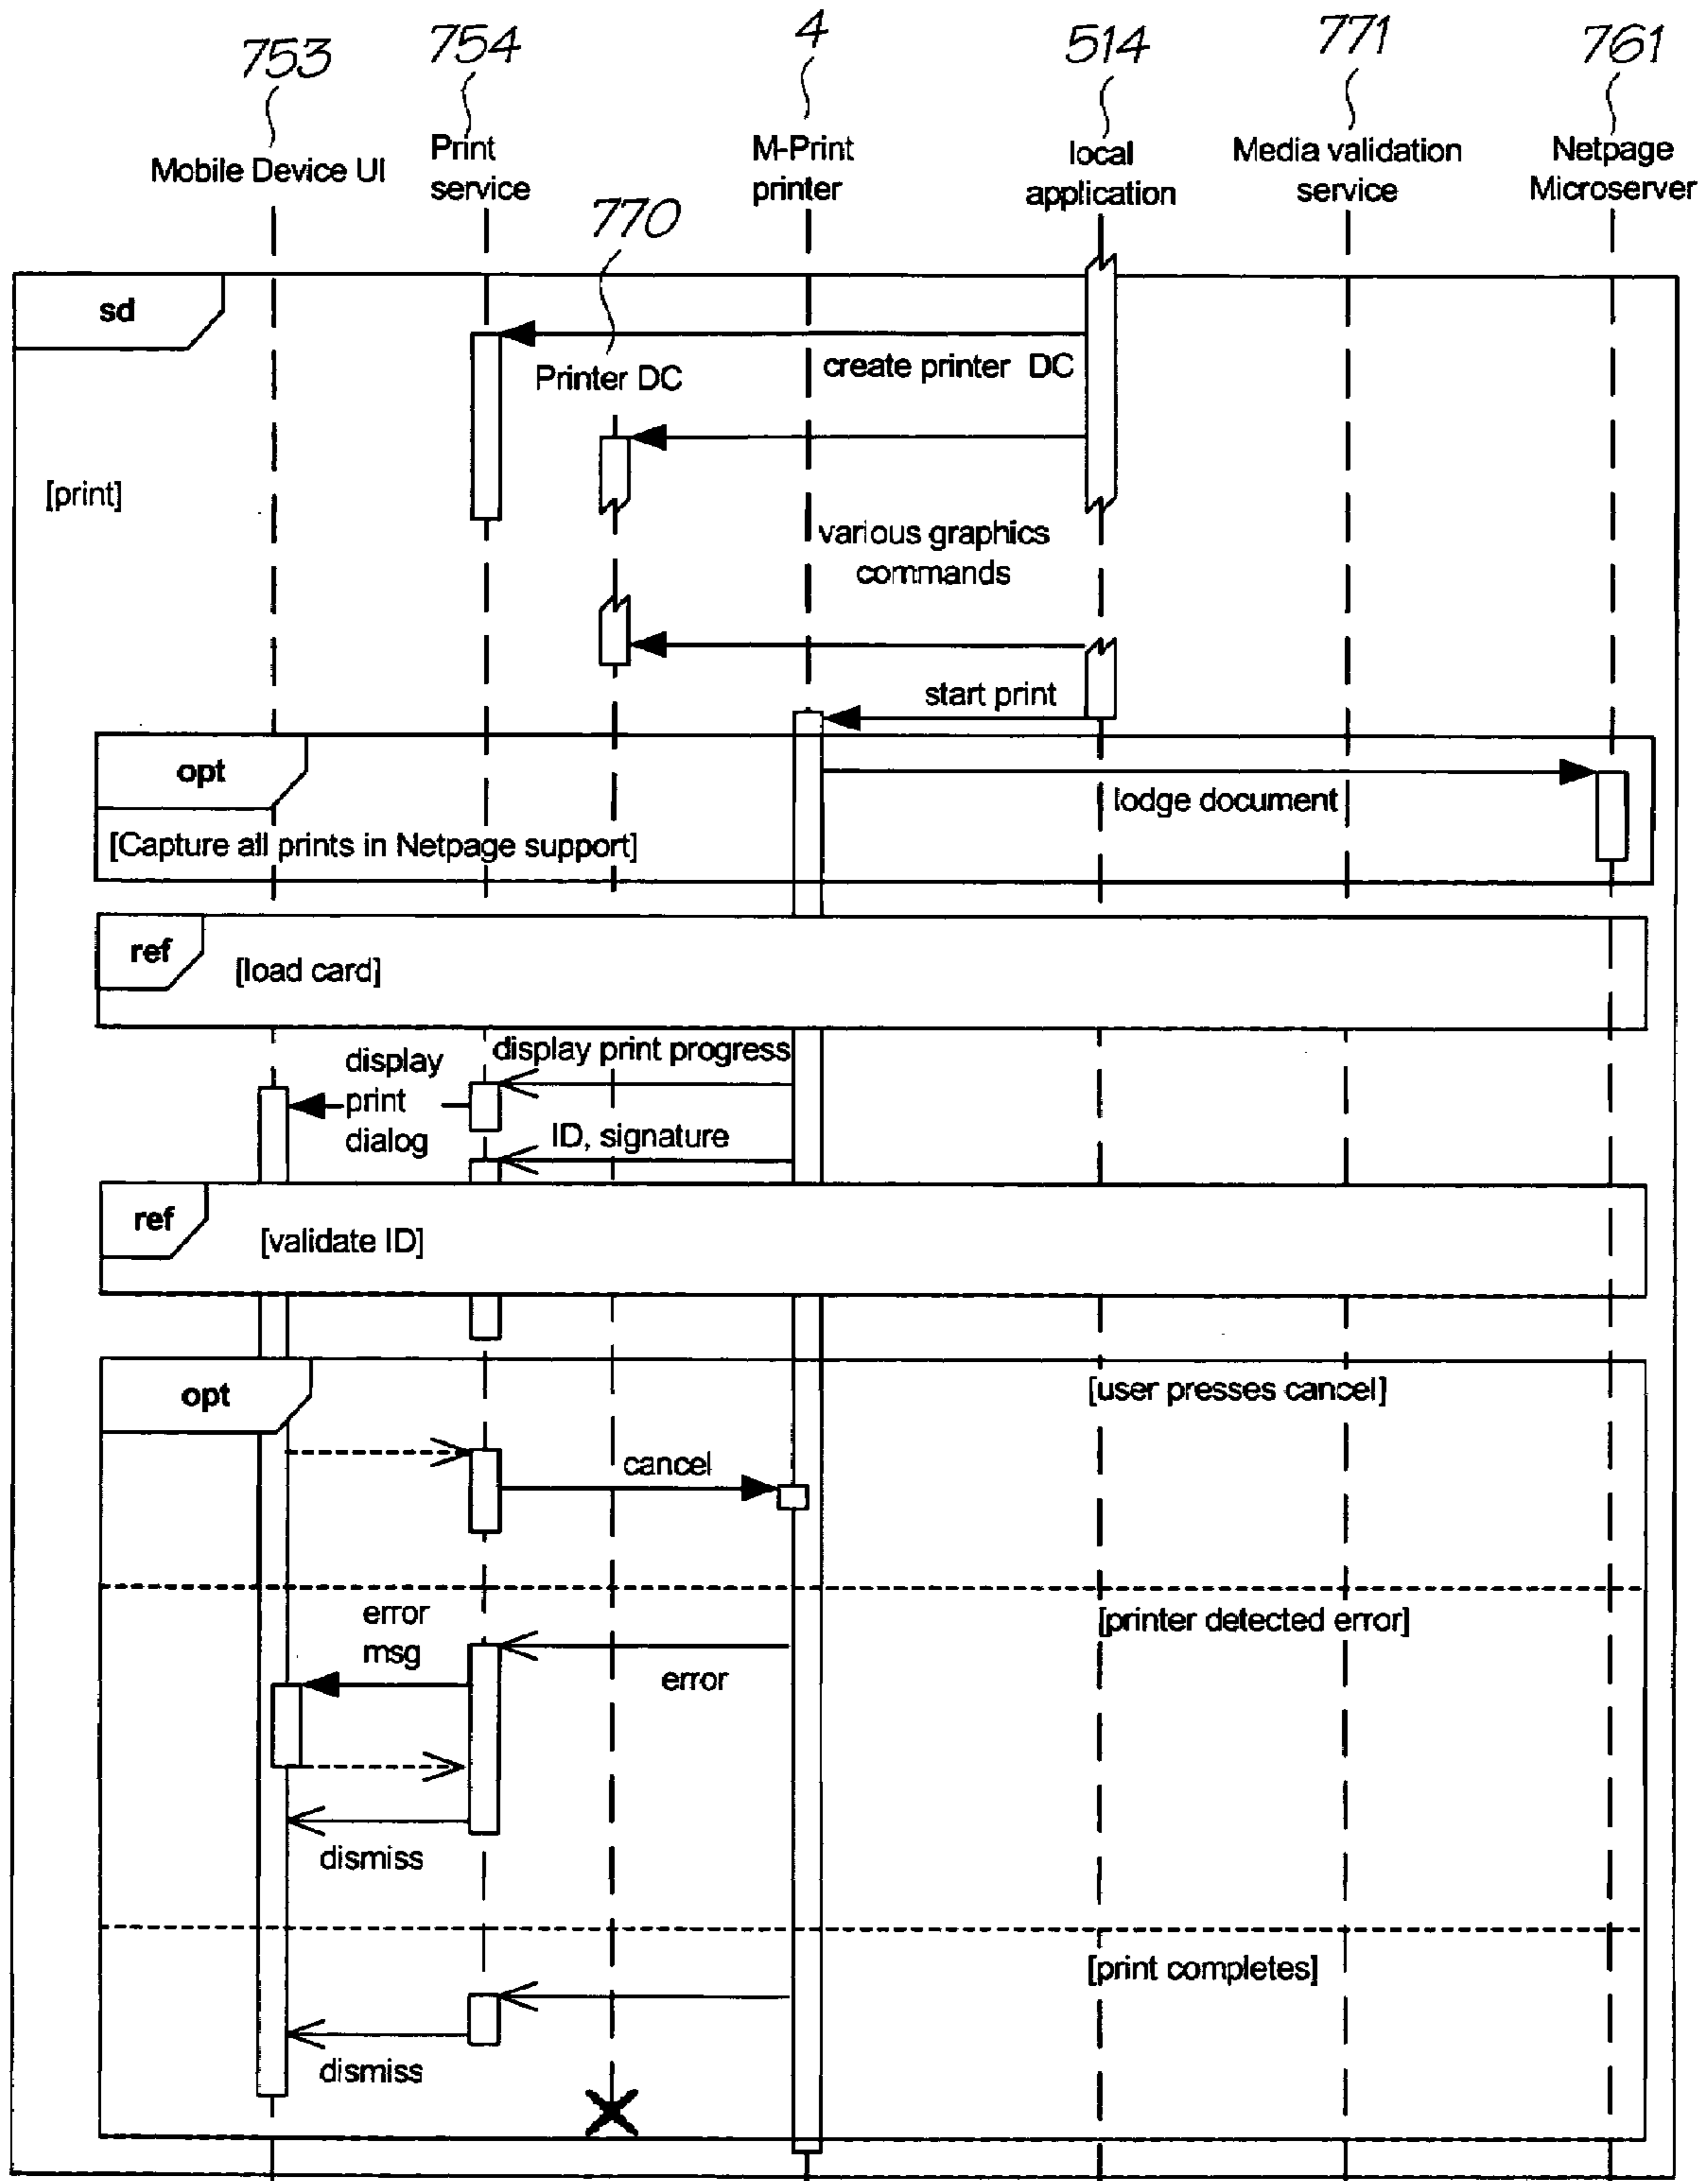 753
754
4
514
771
761
Mobile Device UI
Print
service
M-Print
printer
local
application
Media validation
service
Netpage
Microserver
770
sd
Printer DC
create printer DC
[print]
various graphics
commands
start print
opt
lodge document
[Capture all prints in Netpage support]
ref
[load card]
display print progress
display
print
dialog
ID, signature
ref
[validate ID]
opt
[user presses cancel]
cancel
error
msg
[printer detected error]
error
dismiss
[print completes]
dismiss